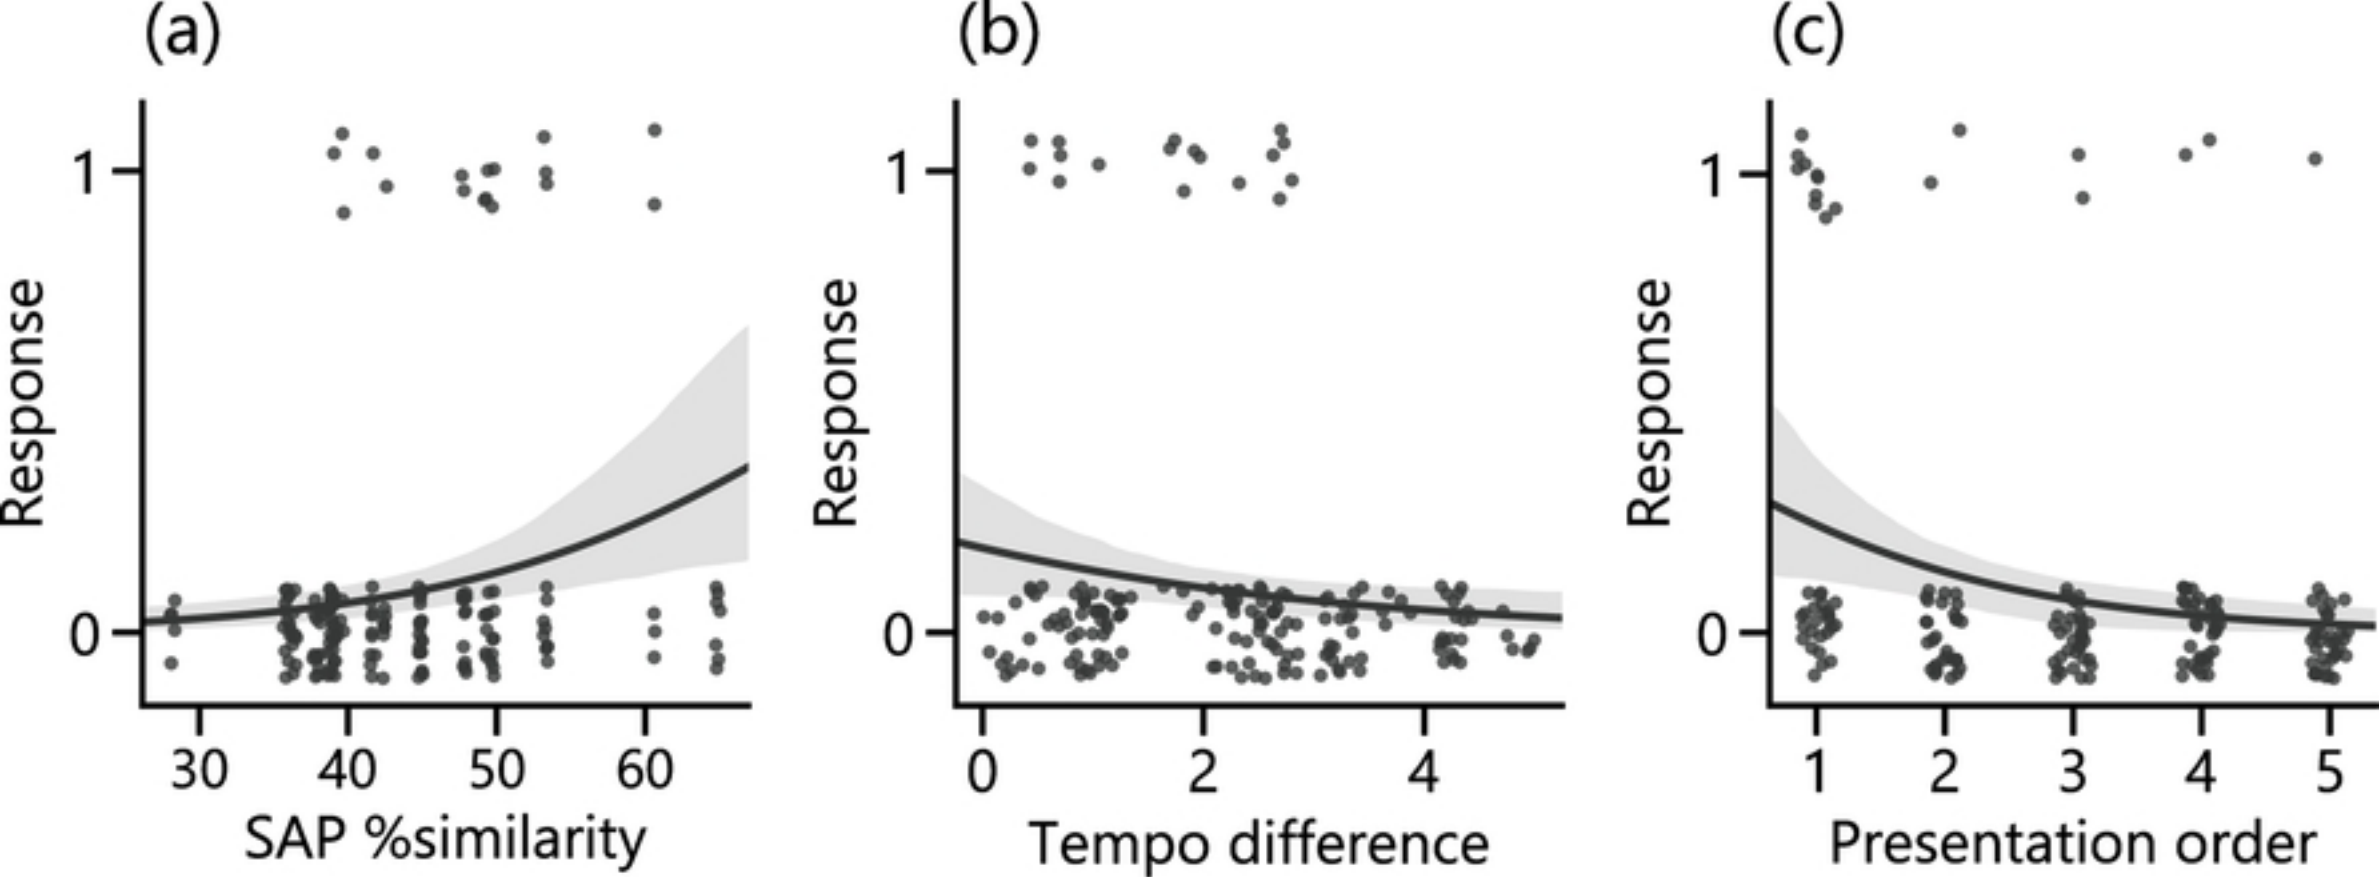 (a)
Response
1
0
30 40 50 60
SAP %similarity
(b)
Response
1
0
0 2 4
Tempo difference
(c)
Response
1
0
1 2 3 4 5
Presentation order